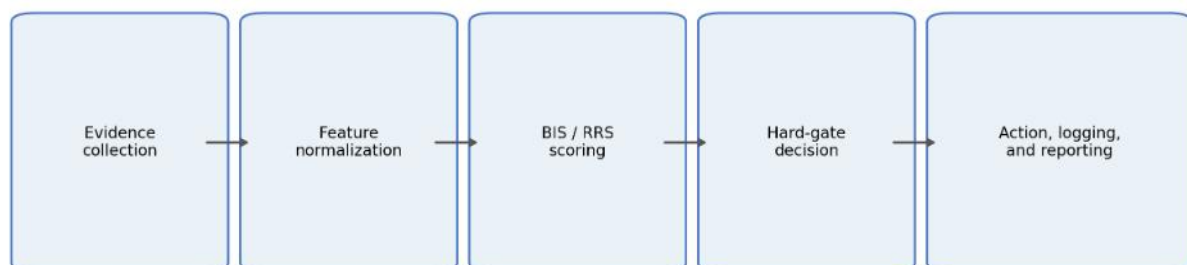 Evidence
collection
Feature
normalization
BIS / RRS
scoring
Hard-gate
decision
Action, logging,
and reporting